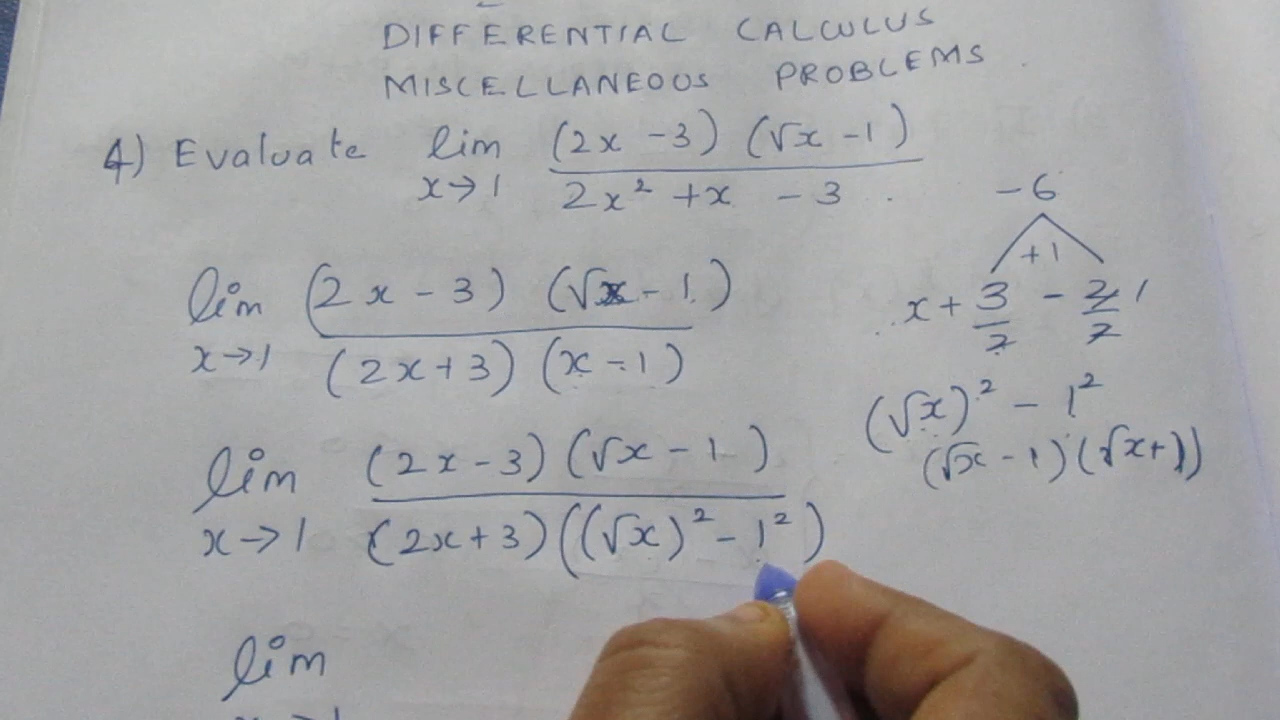 DIFFERENTIAL CALCULUS
MISCELLANEOUS PROBLEMS
4) Evaluate lim x→1 (2x - 3) (√x - 1) / 2x² + x - 3
-6
+1
x + 3/2 - 2/2 1
lim x→1 (2x - 3) (√x - 1) / (2x + 3) (x - 1)
(√x)² - 1²
(√x - 1) (√x + 1)
lim x→1 (2x - 3) (√x - 1) / (2x + 3) ((√x)² - 1²)
lim x→1